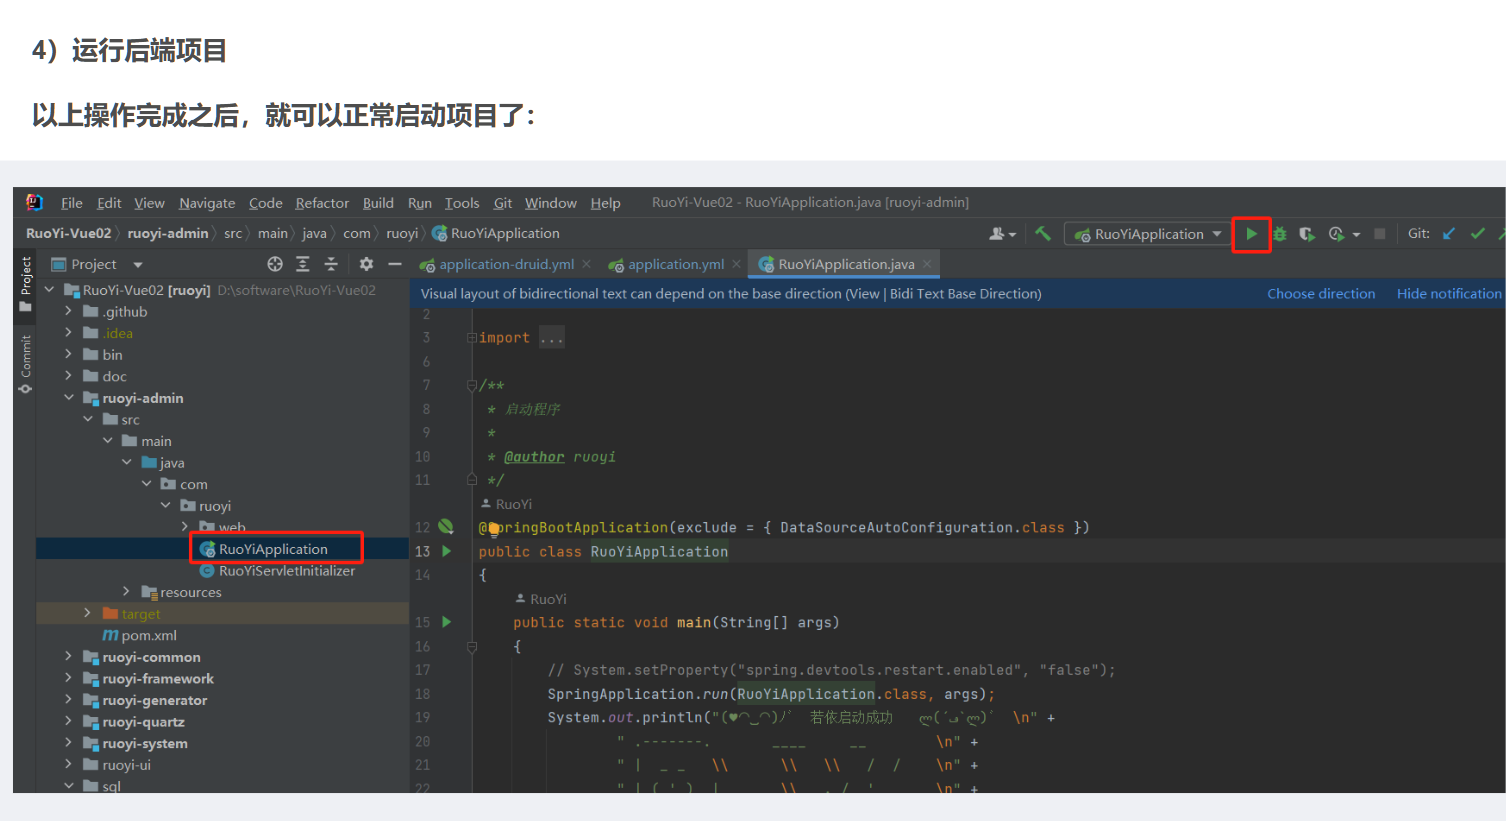 4）运行后端项目
以上操作完成之后，就可以正常启动项目了：
File Edit View Navigate Code Refactor Build Run Tools Git Window Help RuoYi-Vue02 - RuoYiApplication.java [ruoyi-admin]
RuoYi-Vue02 〉 ruoyi-admin 〉 src 〉 main 〉 java 〉 com 〉 ruoyi 〉 RuoYiApplication RuoYiApplication Git:
Project application-druid.yml application.yml RuoYiApplication.java
Project
Commit
RuoYi-Vue02 [ruoyi] D:\software\RuoYi-Vue02
.github
.idea
bin
doc
ruoyi-admin
src
main
java
com
ruoyi
web
RuoYiApplication
RuoYiServletInitializer
resources
target
pom.xml
ruoyi-common
ruoyi-framework
ruoyi-generator
ruoyi-quartz
ruoyi-system
ruoyi-ui
sql
Visual layout of bidirectional text can depend on the base direction (View | Bidi Text Base Direction) Choose direction Hide notification
2
3 import ...
6
7 /**
8 * 启动程序
9 *
10 * @author ruoyi
11 */
RuoYi
12 @SpringBootApplication(exclude = { DataSourceAutoConfiguration.class })
13 public class RuoYiApplication
14 {
RuoYi
15 public static void main(String[] args)
16 {
17 // System.setProperty("spring.devtools.restart.enabled", "false");
18 SpringApplication.run(RuoYiApplication.class, args);
19 System.out.println("(♥◠‿◠)ﾉﾞ 若依启动成功 ლ(´ڡ`ლ)ﾞ \n" +
20 " .-------. ____ __ \n" +
21 " | _ _ \\ \\ \\ / / \n" +
22 " | ( ' ) | \\ . / ' \n" +